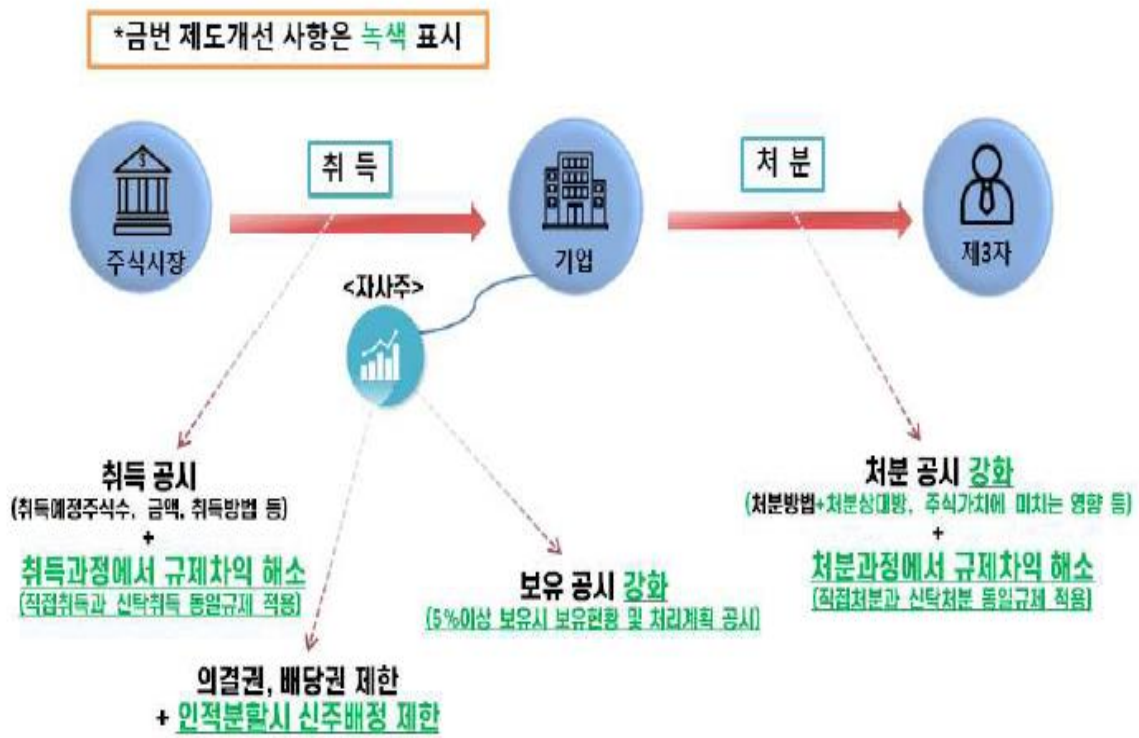 *금번 제도개선 사항은 녹색 표시
취 득
처 분
주식시장
기업
제3자
<자사주>
취득 공시
(취득예정주식수, 금액, 취득방법 등)
+
취득과정에서 규제차익 해소
(직접취득과 신탁취득 동일규제 적용)
처분 공시 강화
(처분방법+처분상대방, 주식가치에 미치는 영향 등)
+
처분과정에서 규제차익 해소
(직접처분과 신탁처분 동일규제 적용)
보유 공시 강화
(5%이상 보유시 보유현황 및 처리계획 공시)
의결권, 배당권 제한
+ 인적분할시 신주배정 제한